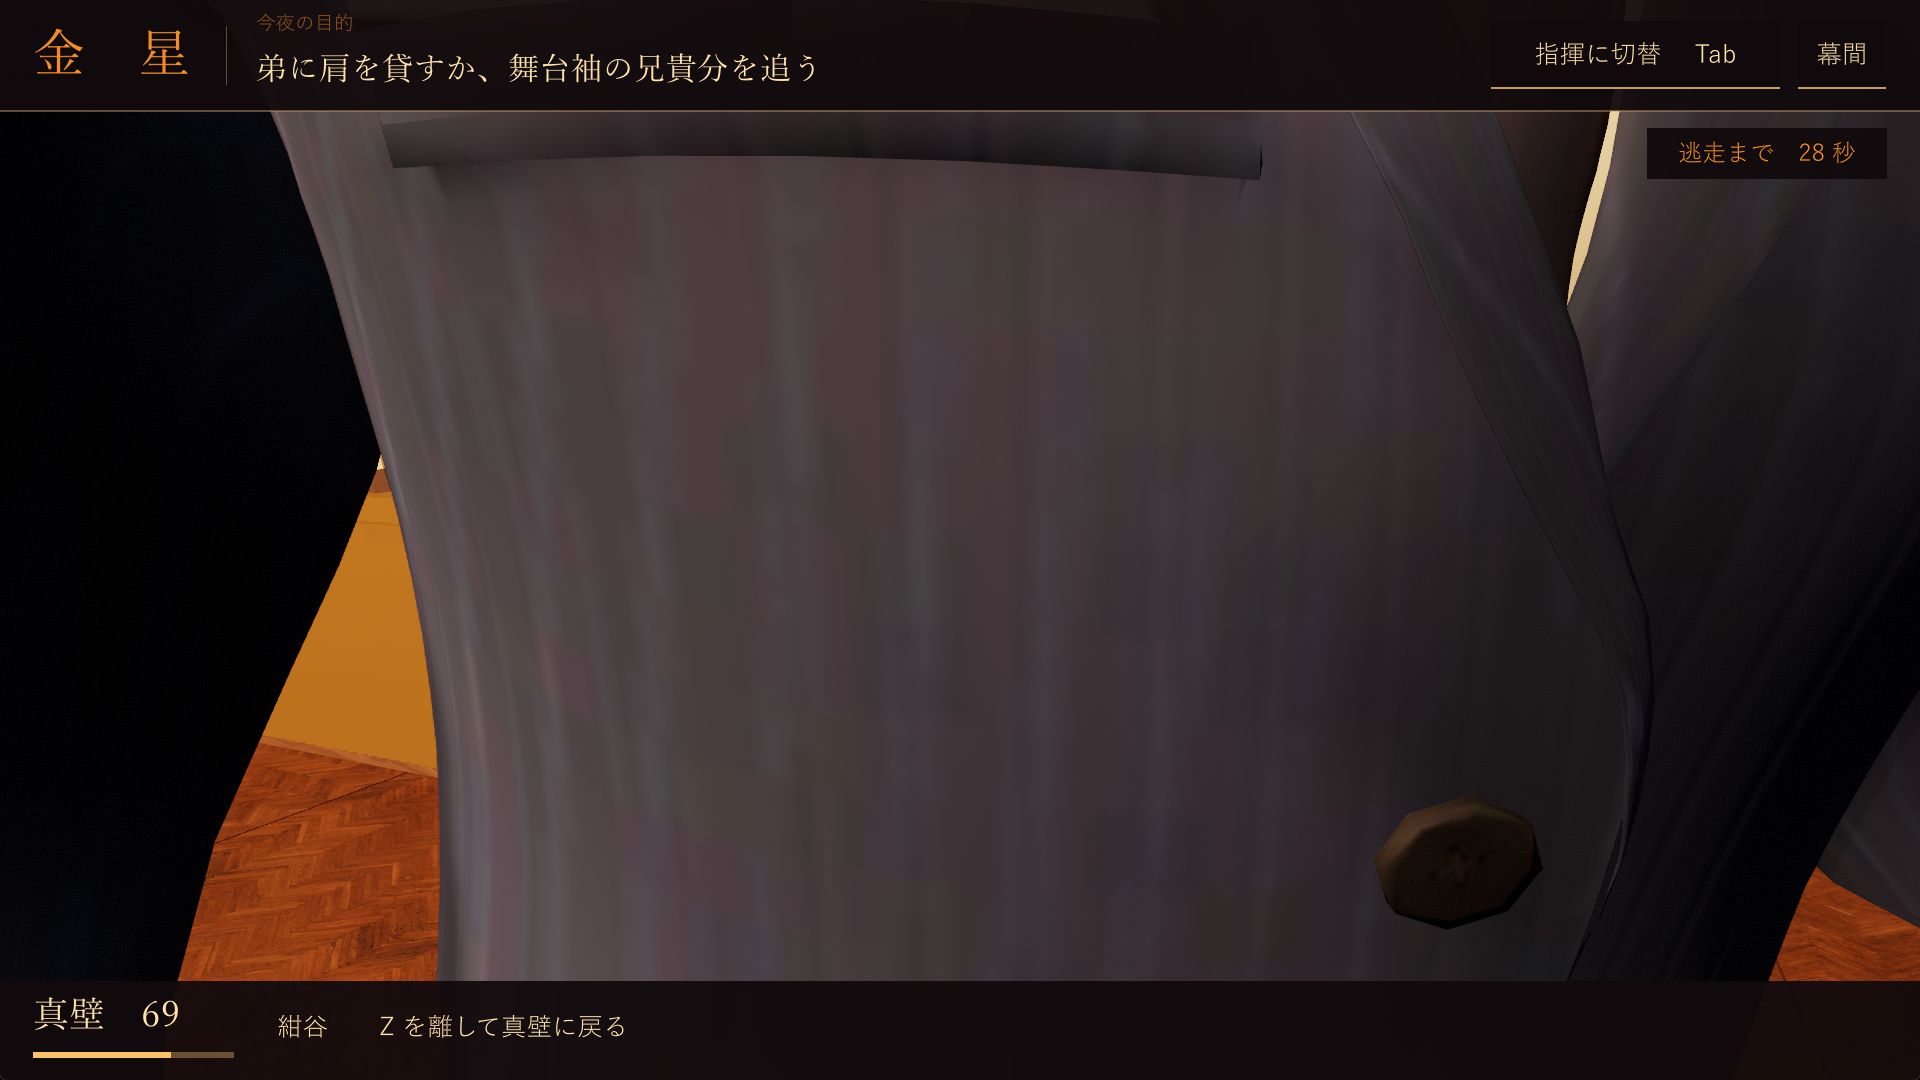 金 星
今夜の目的
弟に肩を貸すか、舞台袖の兄貴分を追う
指揮に切替 Tab
幕間
逃走まで 28 秒
真壁 69
紺谷 Z を離して真壁に戻る